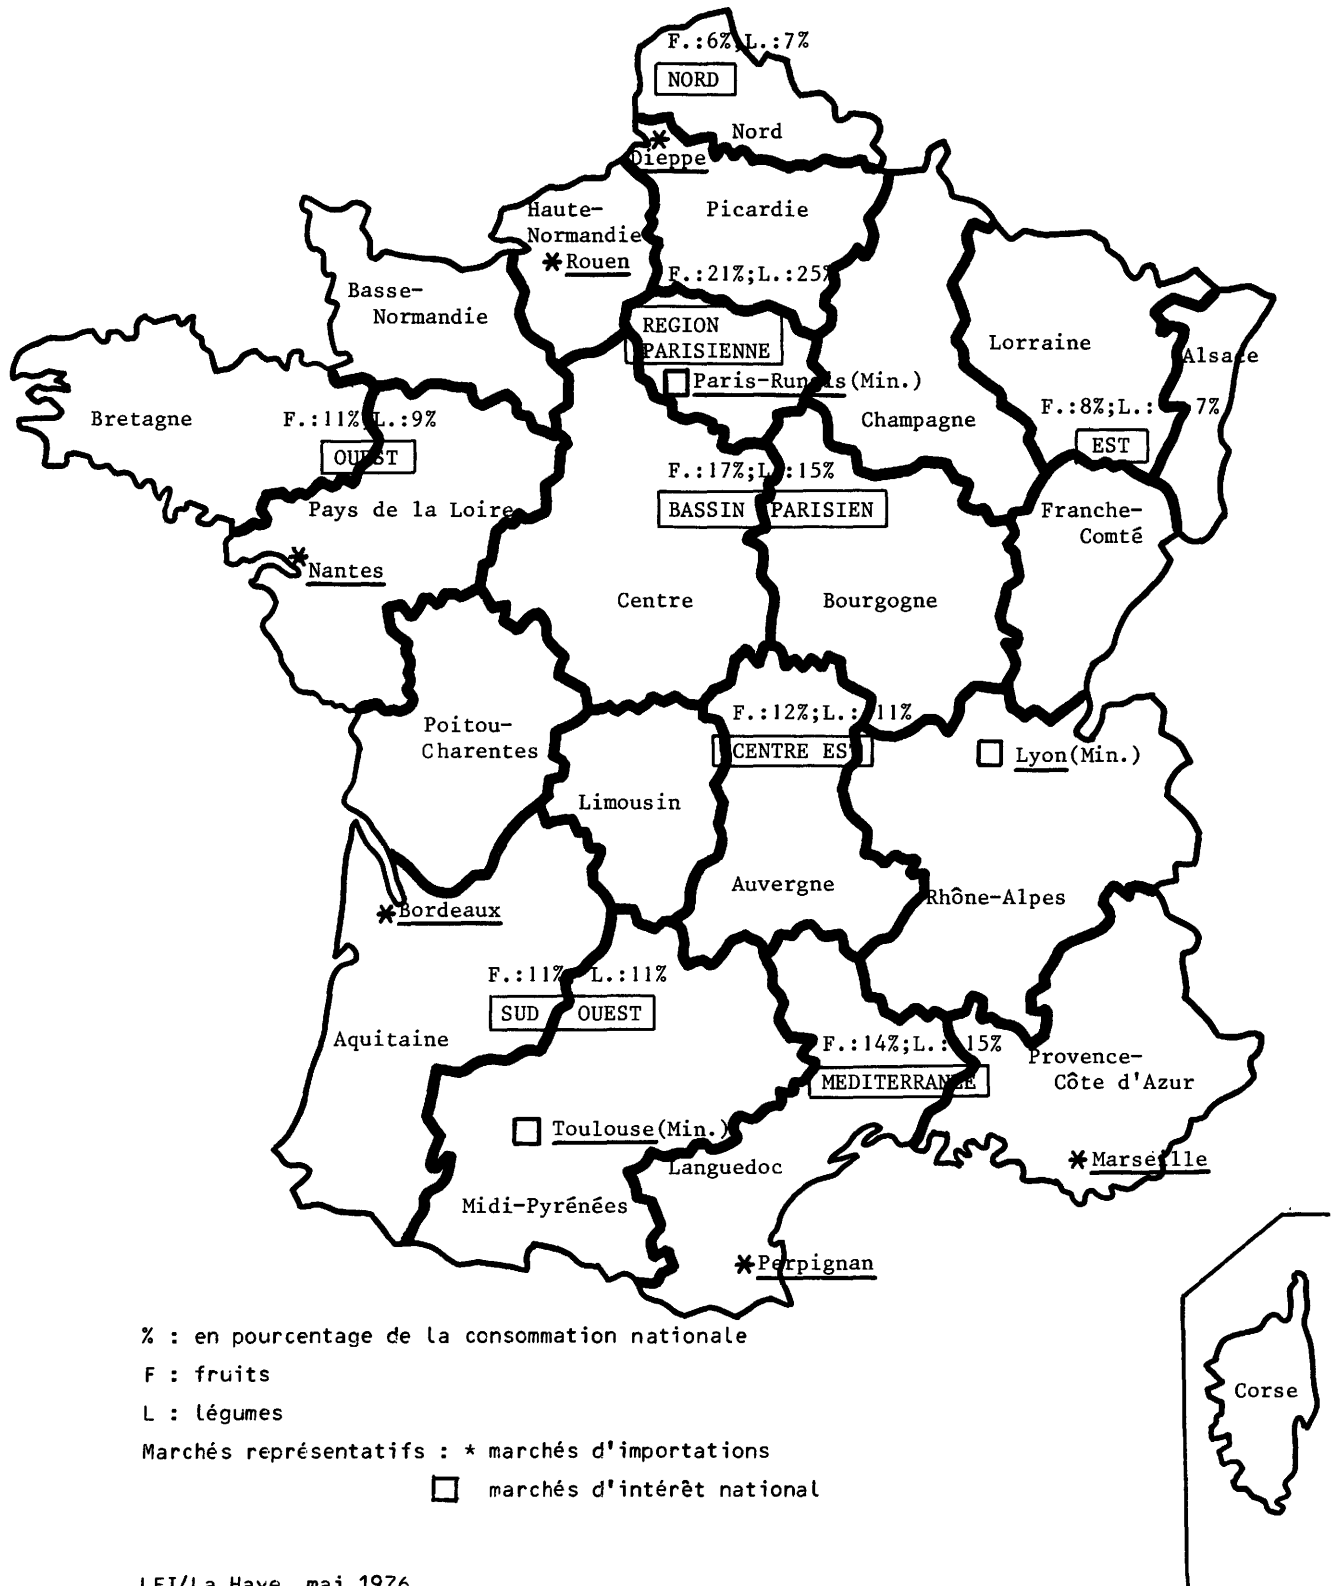 F.:6%;L.:7%
NORD
Nord
*
Dieppe
Haute-
Normandie
* Rouen
Picardie
F.:21%;L.:25%
REGION
PARISIENNE
Paris-Rungis(Min.)
Basse-
Normandie
Lorraine
Alsace
Bretagne
F.:11%;L.:9%
OUEST
Champagne
F.:8%;L.:7%
EST
F.:17%;L.:15%
BASSIN PARISIEN
Pays de la Loire
Franche-
Comté
*
Nantes
Centre
Bourgogne
F.:12%;L.:11%
CENTRE EST
Poitou-
Charentes
Lyon(Min.)
Limousin
Auvergne
Rhône-Alpes
* Bordeaux
F.:11% L.:11%
SUD OUEST
Aquitaine
F.:14%;L.:15%
MEDITERRANEE
Provence-
Côte d'Azur
Toulouse(Min.)
Languedoc
* Marseille
Midi-Pyrénées
* Perpignan
% : en pourcentage de la consommation nationale
F : fruits
L : légumes
Marchés représentatifs : * marchés d'importations
marchés d'intérêt national
Corse
LEI/La Haye, mai 1976